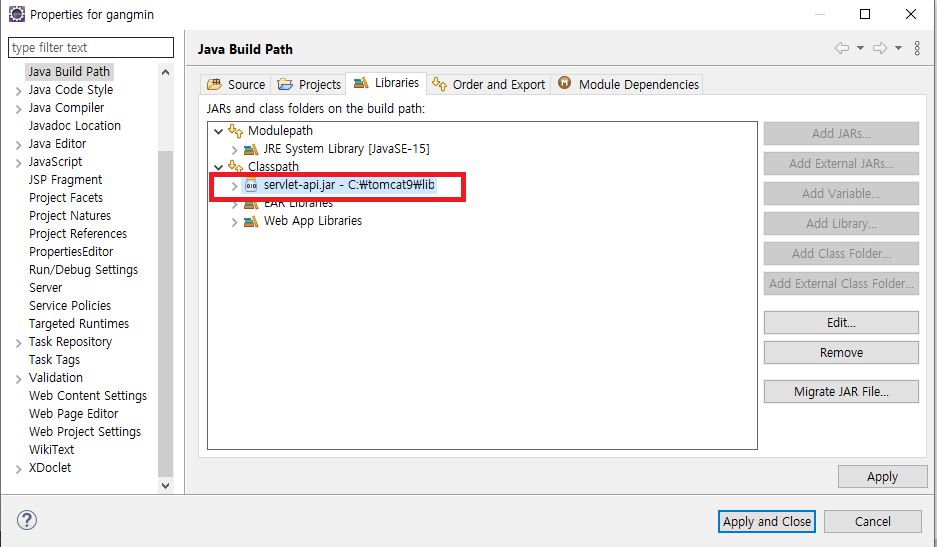 Properties for gangmin
type filter text
Java Build Path
Java Code Style
Java Compiler
Javadoc Location
Java Editor
JavaScript
JSP Fragment
Project Facets
Project Natures
Project References
PropertiesEditor
Run/Debug Settings
Server
Service Policies
Targeted Runtimes
Task Repository
Task Tags
Validation
Web Content Settings
Web Page Editor
Web Project Settings
WikiText
XDoclet
Java Build Path
Source Projects Libraries Order and Export M Module Dependencies
JARs and class folders on the build path:
Modulepath
JRE System Library [JavaSE-15]
Classpath
servlet-api.jar - C:₩tomcat9₩lib
EAR Libraries
Web App Libraries
Add JARs...
Add External JARs...
Add Variable...
Add Library...
Add Class Folder...
Add External Class Folder...
Edit...
Remove
Migrate JAR File...
Apply
?
Apply and Close Cancel